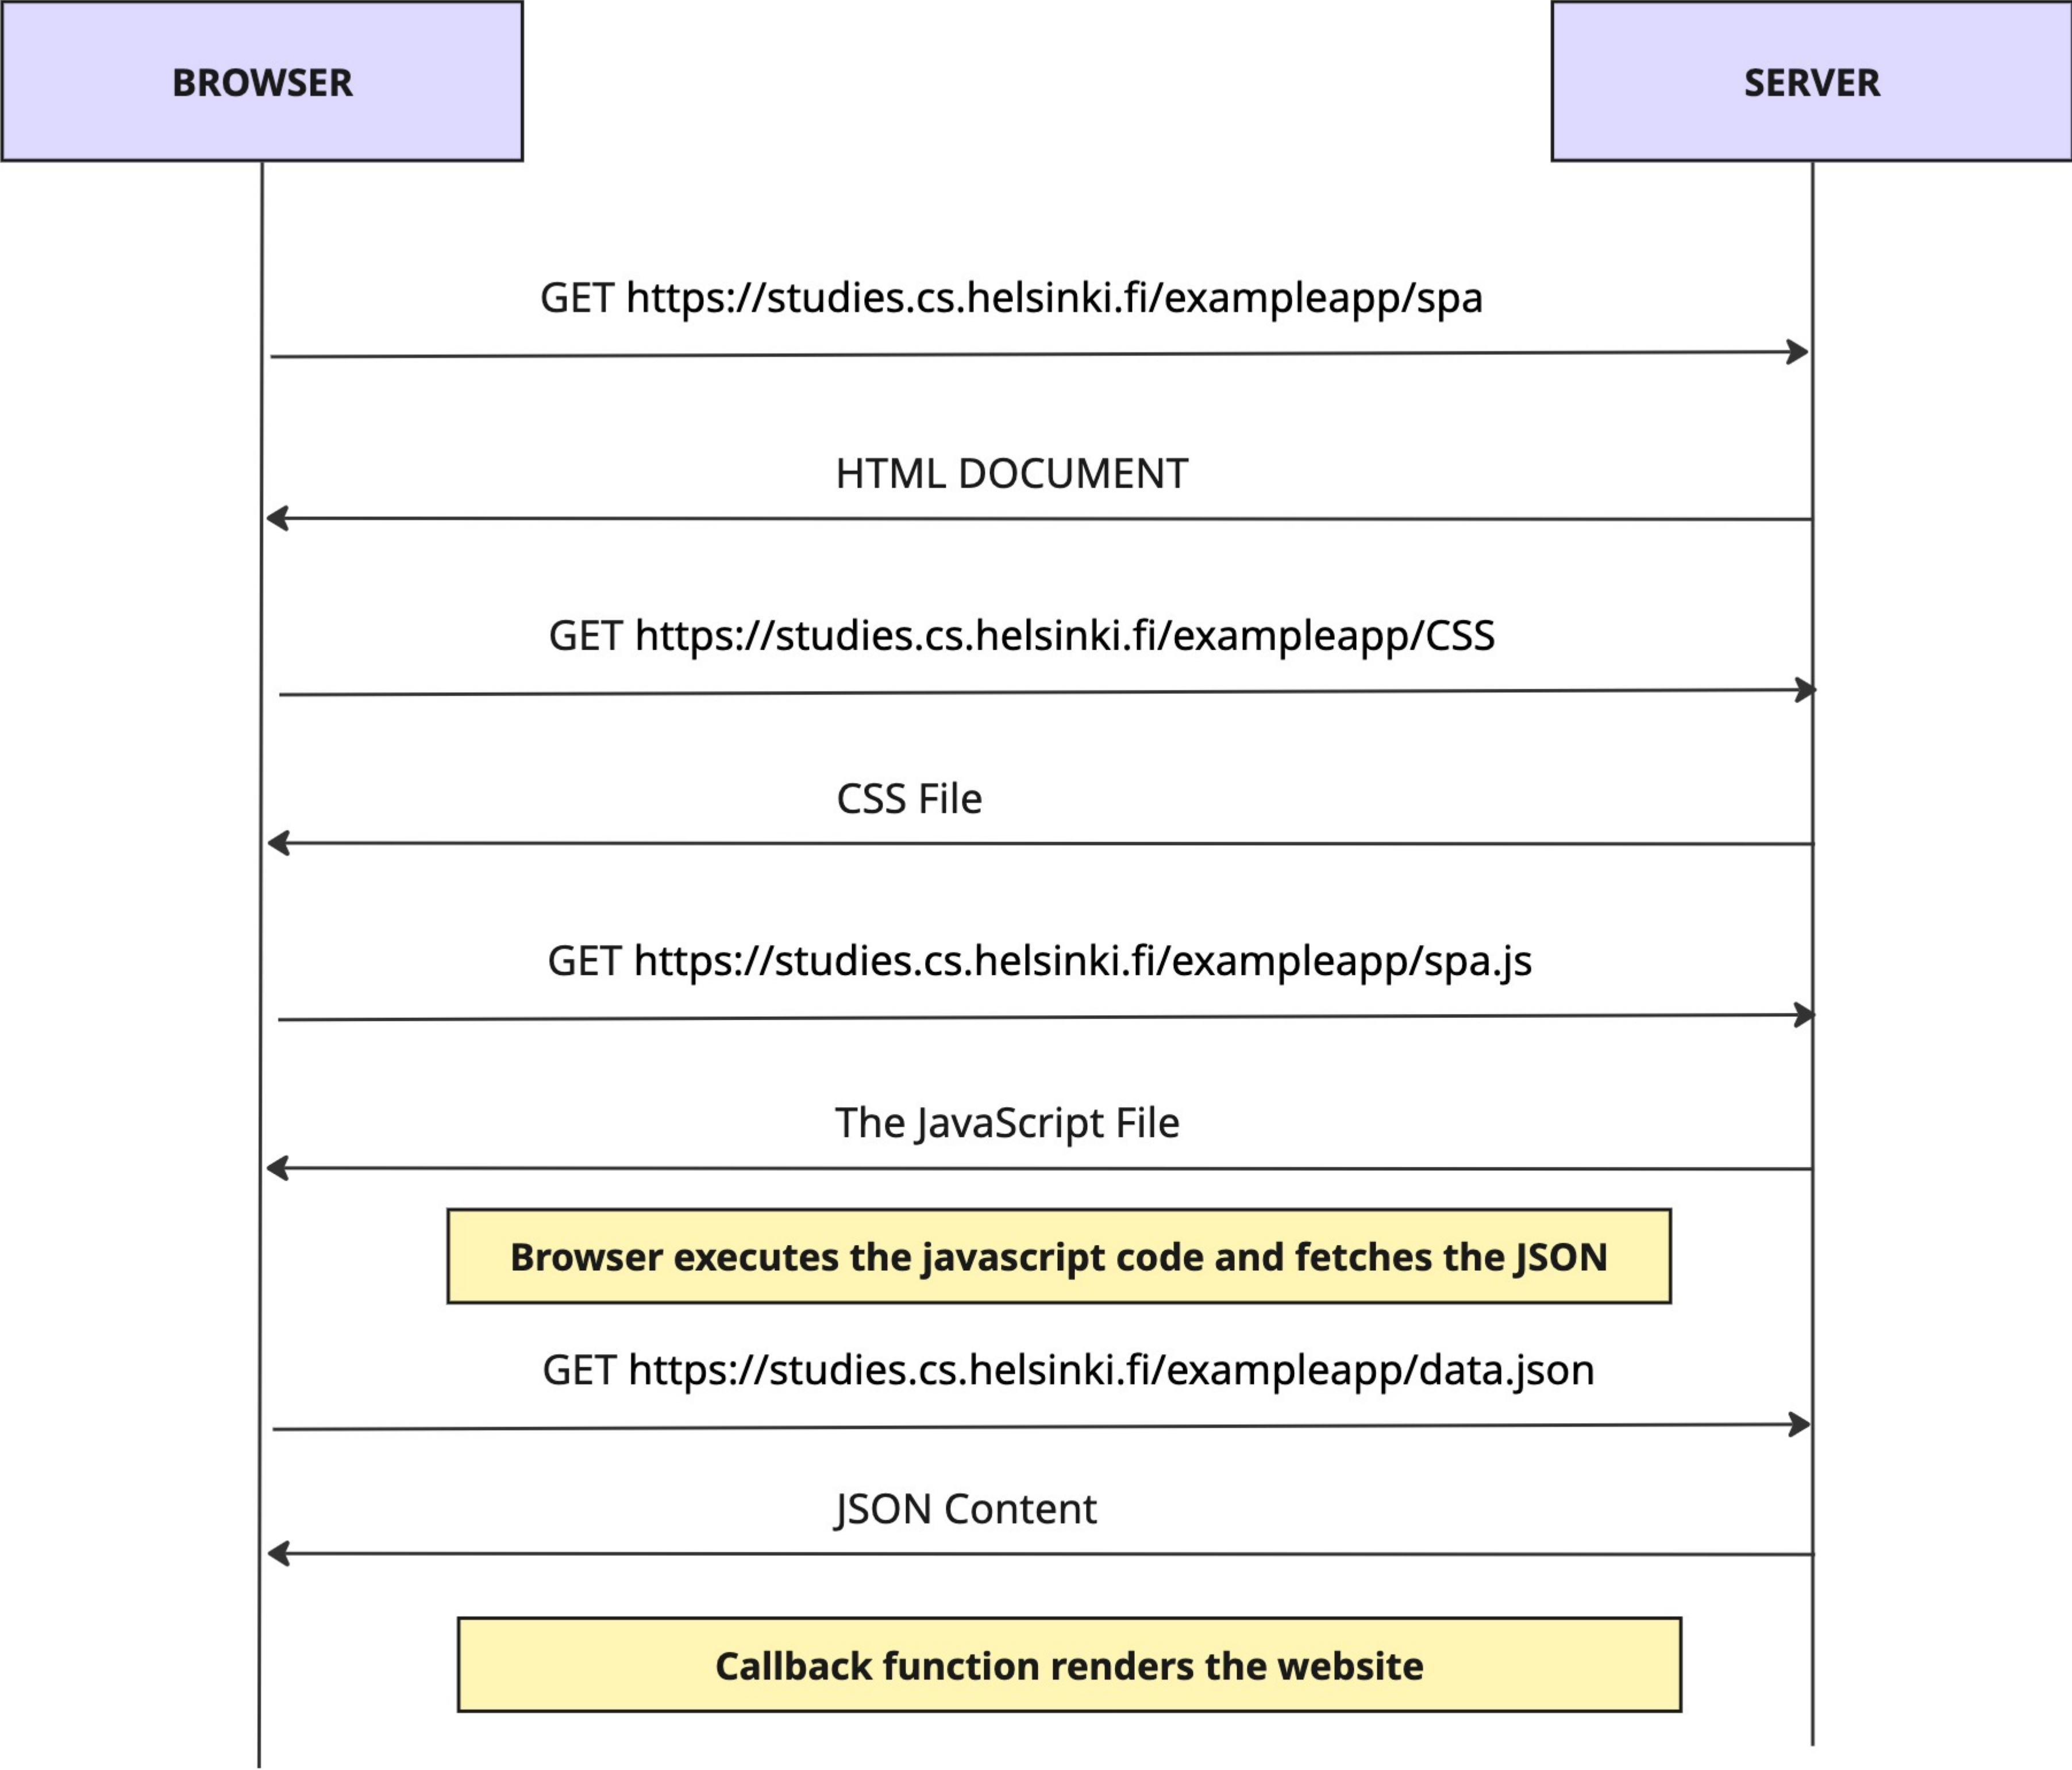 BROWSER
SERVER
GET https://studies.cs.helsinki.fi/exampleapp/spa
HTML DOCUMENT
GET https://studies.cs.helsinki.fi/exampleapp/CSS
CSS File
GET https://studies.cs.helsinki.fi/exampleapp/spa.js
The JavaScript File
Browser executes the javascript code and fetches the JSON
GET https://studies.cs.helsinki.fi/exampleapp/data.json
JSON Content
Callback function renders the website